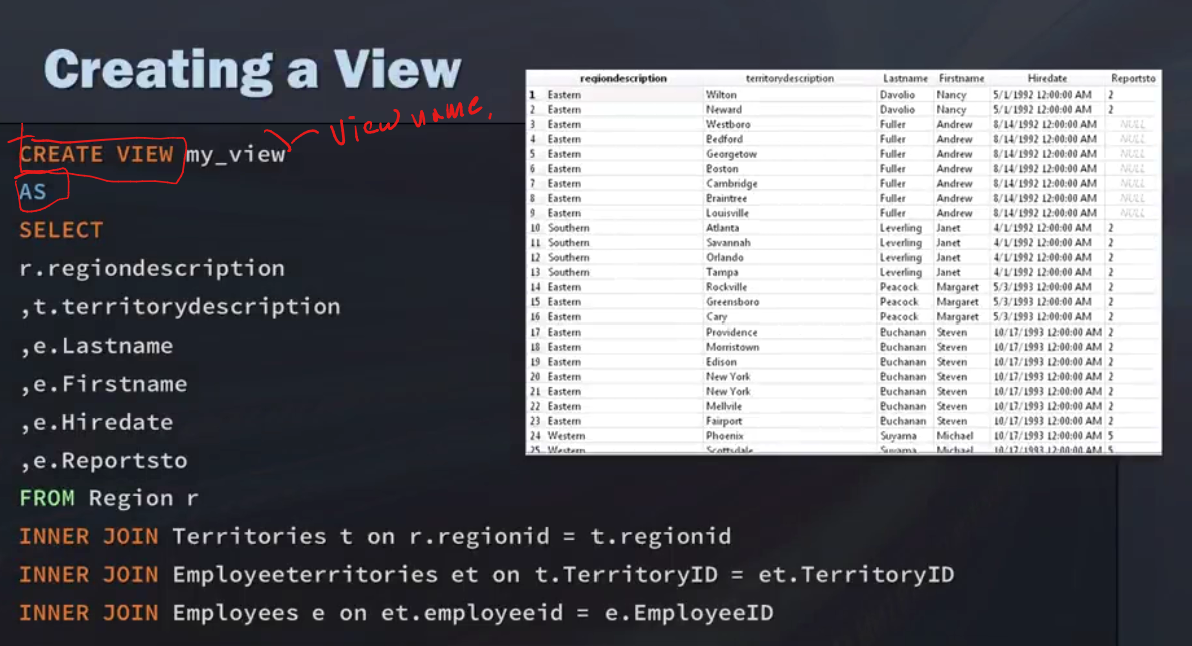 Creating a View
View name.
CREATE VIEW my_view
AS
SELECT
r.regiondescription
,t.territorydescription
,e.Lastname
,e.Firstname
,e.Hiredate
,e.Reportsto
FROM Region r
INNER JOIN Territories t on r.regionid = t.regionid
INNER JOIN Employeeterritories et on t.TerritoryID = et.TerritoryID
INNER JOIN Employees e on et.employeeid = e.EmployeeID
regiondescription territorydescription Lastname Firstname Hiredate Reportsto
1 Eastern Wilton Davolio Nancy 5/1/1992 12:00:00 AM 2
2 Eastern Neward Davolio Nancy 5/1/1992 12:00:00 AM 2
3 Eastern Westboro Fuller Andrew 8/14/1992 12:00:00 AM NULL
4 Eastern Bedford Fuller Andrew 8/14/1992 12:00:00 AM NULL
5 Eastern Georgetow Fuller Andrew 8/14/1992 12:00:00 AM NULL
6 Eastern Boston Fuller Andrew 8/14/1992 12:00:00 AM NULL
7 Eastern Cambridge Fuller Andrew 8/14/1992 12:00:00 AM NULL
8 Eastern Braintree Fuller Andrew 8/14/1992 12:00:00 AM NULL
9 Eastern Louisville Fuller Andrew 8/14/1992 12:00:00 AM NULL
10 Southern Atlanta Leverling Janet 4/1/1992 12:00:00 AM 2
11 Southern Savannah Leverling Janet 4/1/1992 12:00:00 AM 2
12 Southern Orlando Leverling Janet 4/1/1992 12:00:00 AM 2
13 Southern Tampa Leverling Janet 4/1/1992 12:00:00 AM 2
14 Eastern Rockville Peacock Margaret 5/3/1993 12:00:00 AM 2
15 Eastern Greensboro Peacock Margaret 5/3/1993 12:00:00 AM 2
16 Eastern Cary Peacock Margaret 5/3/1993 12:00:00 AM 2
17 Eastern Providence Buchanan Steven 10/17/1993 12:00:00 AM 2
18 Eastern Morristown Buchanan Steven 10/17/1993 12:00:00 AM 2
19 Eastern Edison Buchanan Steven 10/17/1993 12:00:00 AM 2
20 Eastern New York Buchanan Steven 10/17/1993 12:00:00 AM 2
21 Eastern New York Buchanan Steven 10/17/1993 12:00:00 AM 2
22 Eastern Mellvile Buchanan Steven 10/17/1993 12:00:00 AM 2
23 Eastern Fairport Buchanan Steven 10/17/1993 12:00:00 AM 2
24 Western Phoenix Suyama Michael 10/17/1993 12:00:00 AM 5
25 Western Scottsdale Suyama Michael 10/17/1993 12:00:00 AM 5